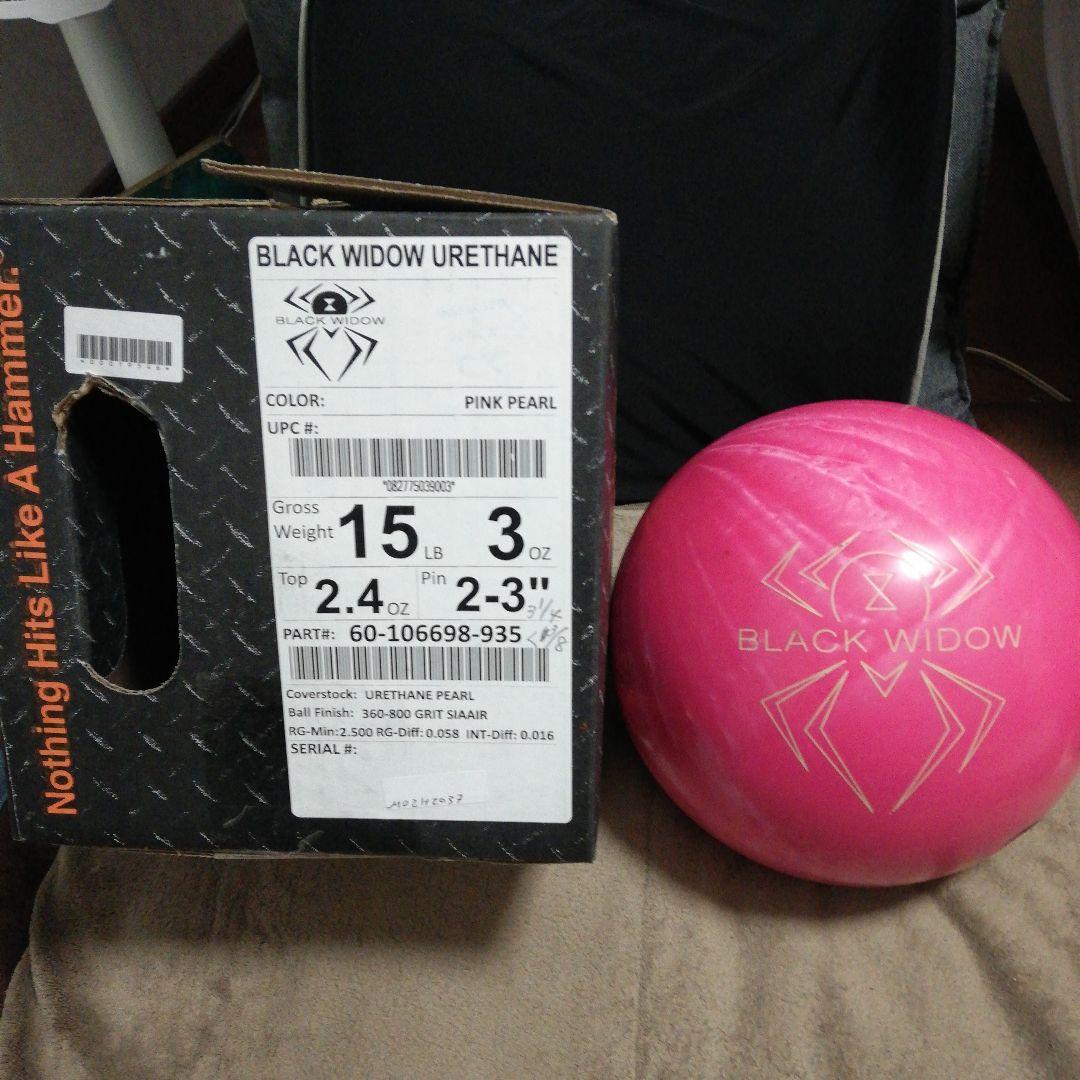 Nothing Hits Like A Hammer.®
BLACK WIDOW URETHANE
BLACK WIDOW
COLOR: PINK PEARL
UPC #:
*082775039003*
Gross Weight 15 LB 3 OZ
Top 2.4 OZ Pin 2-3"
3 1/4
PART#: 60-106698-935
Coverstock: URETHANE PEARL
Ball Finish: 360-800 GRIT SIAAIR
RG-Min:2.500 RG-Diff: 0.058 INT-Diff: 0.016
SERIAL #:
M02H2037
BLACK WIDOW